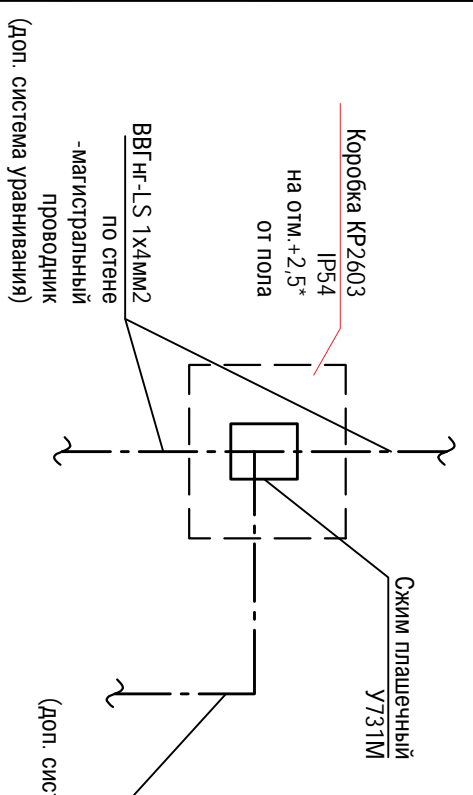 Коробка КР2603
IP54
на отм.+2,5*
от пола
ВВГнг-LS 1х4мм2
по стене
-магистральный
проводник
(доп. система уравнивания)
Сжим плашечный
У731М
(доп.